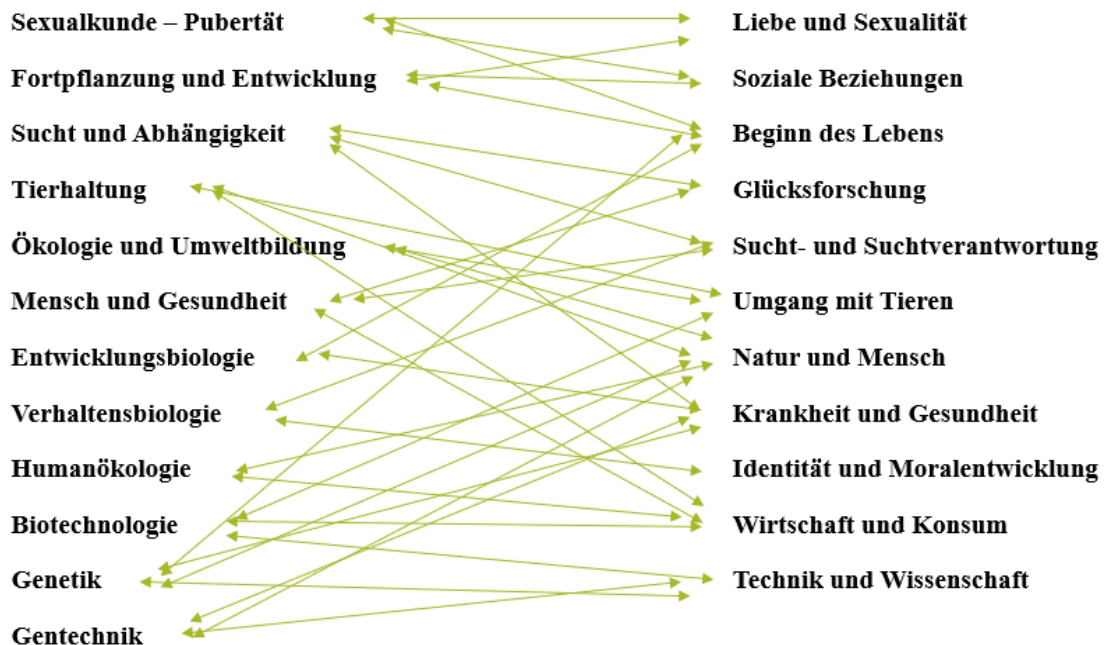 Sexualkunde – Pubertät
Liebe und Sexualität
Fortpflanzung und Entwicklung
Soziale Beziehungen
Sucht und Abhängigkeit
Beginn des Lebens
Tierhaltung
Glücksforschung
Ökologie und Umweltbildung
Sucht- und Suchtverantwortung
Mensch und Gesundheit
Umgang mit Tieren
Entwicklungsbiologie
Natur und Mensch
Verhaltensbiologie
Krankheit und Gesundheit
Humanökologie
Identität und Moralentwicklung
Biotechnologie
Wirtschaft und Konsum
Genetik
Technik und Wissenschaft
Gentechnik